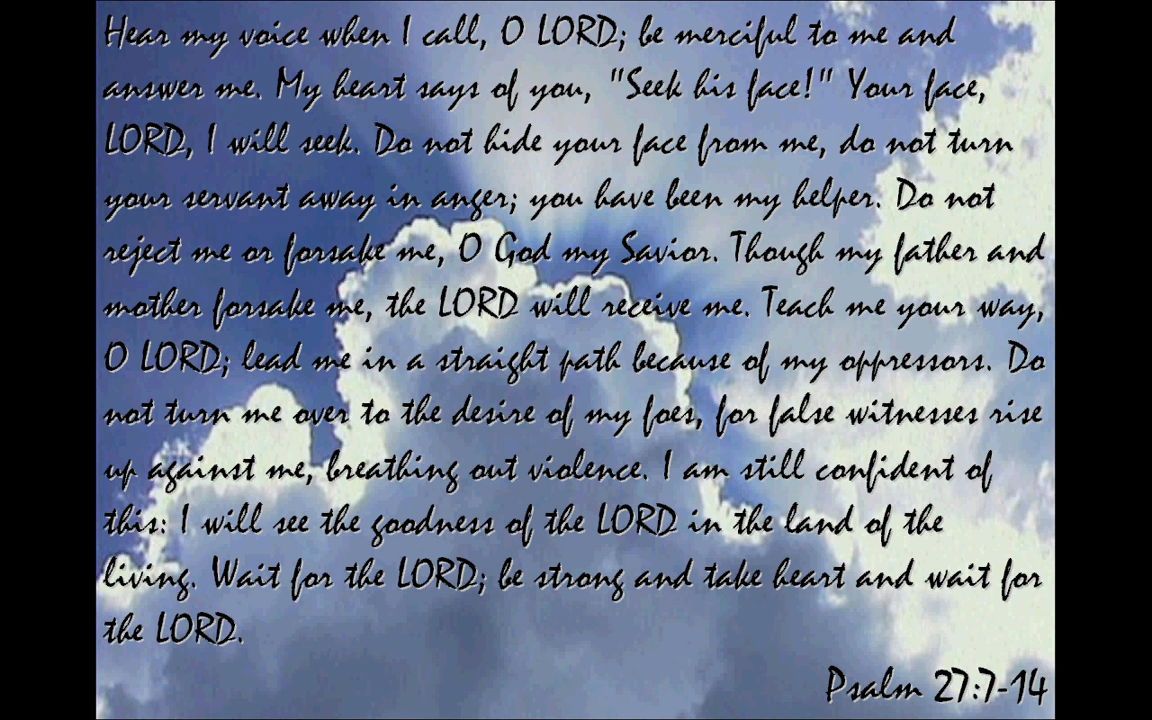 Hear my voice when I call, O LORD; be merciful to me and
answer me. My heart says of you, "Seek his face!" Your face,
LORD, I will seek. Do not hide your face from me, do not turn
your servant away in anger; you have been my helper. Do not
reject me or forsake me, O God my Savior. Though my father and
mother forsake me, the LORD will receive me. Teach me your way,
O LORD; lead me in a straight path because of my oppressors. Do
not turn me over to the desire of my foes, for false witnesses rise
up against me, breathing out violence. I am still confident of
this: I will see the goodness of the LORD in the land of the
living. Wait for the LORD; be strong and take heart and wait for
the LORD.
Psalm 27:7-14